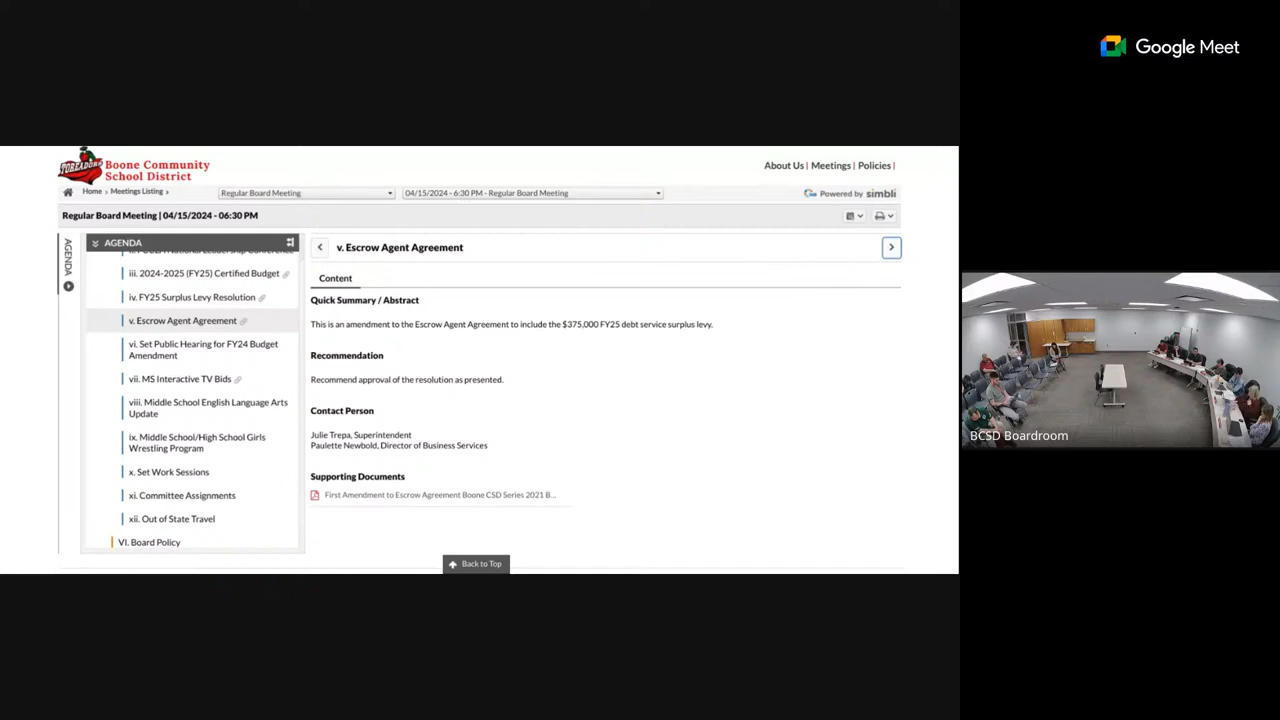 Google Meet
TOREADORS
Boone Community
School District
About Us | Meetings | Policies |
Home › Meetings Listing ›
Regular Board Meeting
04/15/2024 - 6:30 PM - Regular Board Meeting
Powered by simbli
Regular Board Meeting | 04/15/2024 - 06:30 PM
AGENDA
AGENDA
iii. 2024-2025 (FY25) Certified Budget
iv. FY25 Surplus Levy Resolution
v. Escrow Agent Agreement
vi. Set Public Hearing for FY24 Budget
Amendment
vii. MS Interactive TV Bids
viii. Middle School English Language Arts
Update
ix. Middle School/High School Girls
Wrestling Program
x. Set Work Sessions
xi. Committee Assignments
xii. Out of State Travel
VI. Board Policy
v. Escrow Agent Agreement
Content
Quick Summary / Abstract
This is an amendment to the Escrow Agent Agreement to include the $375,000 FY25 debt service surplus levy.
Recommendation
Recommend approval of the resolution as presented.
Contact Person
Julie Trepa, Superintendent
Paulette Newbold, Director of Business Services
Supporting Documents
First Amendment to Escrow Agreement Boone CSD Series 2021 B...
Back to Top
BCSD Boardroom